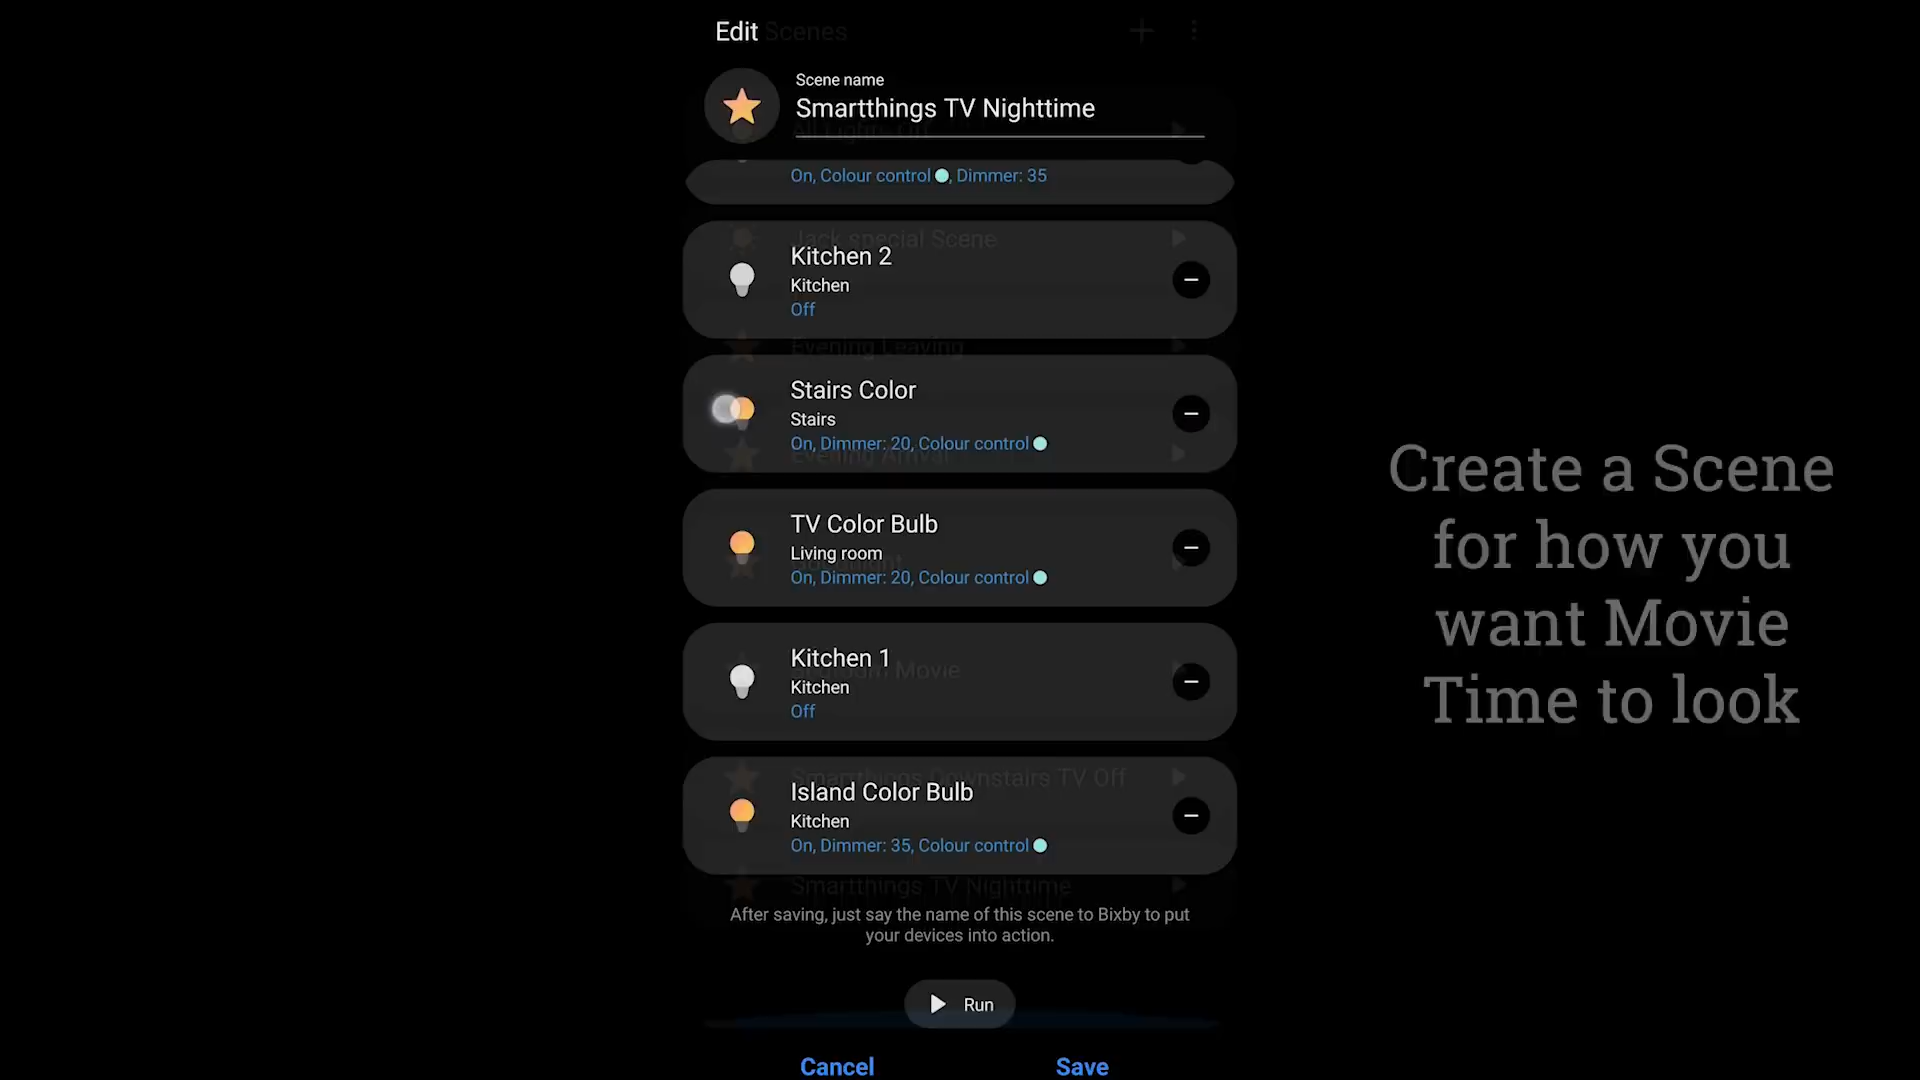 Edit Scenes
Scene name
Smartthings TV Nighttime
All Lights Off
On, Colour control, Dimmer: 35
Jack special Scene
Kitchen 2
Kitchen
Off
Evening Leaving
Stairs Color
Stairs
On, Dimmer: 20, Colour control
Evening Arrival
TV Color Bulb
Living room
On, Dimmer: 20, Colour control
Kitchen 1
Movie
Kitchen
Off
Smartthings Downstairs TV Off
Island Color Bulb
Kitchen
On, Dimmer: 35, Colour control
Smartthings TV Nighttime
After saving, just say the name of this scene to Bixby to put
your devices into action.
Run
Cancel Save
Create a Scene
for how you
want Movie
Time to look